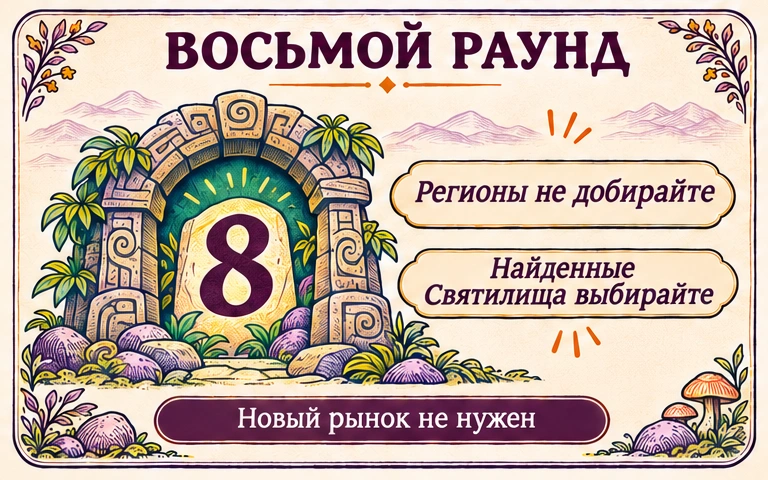 ВОСЬМОЙ РАУНД
8
Регионы не добирайте
Найденные
Святилища выбирайте
Новый рынок не нужен